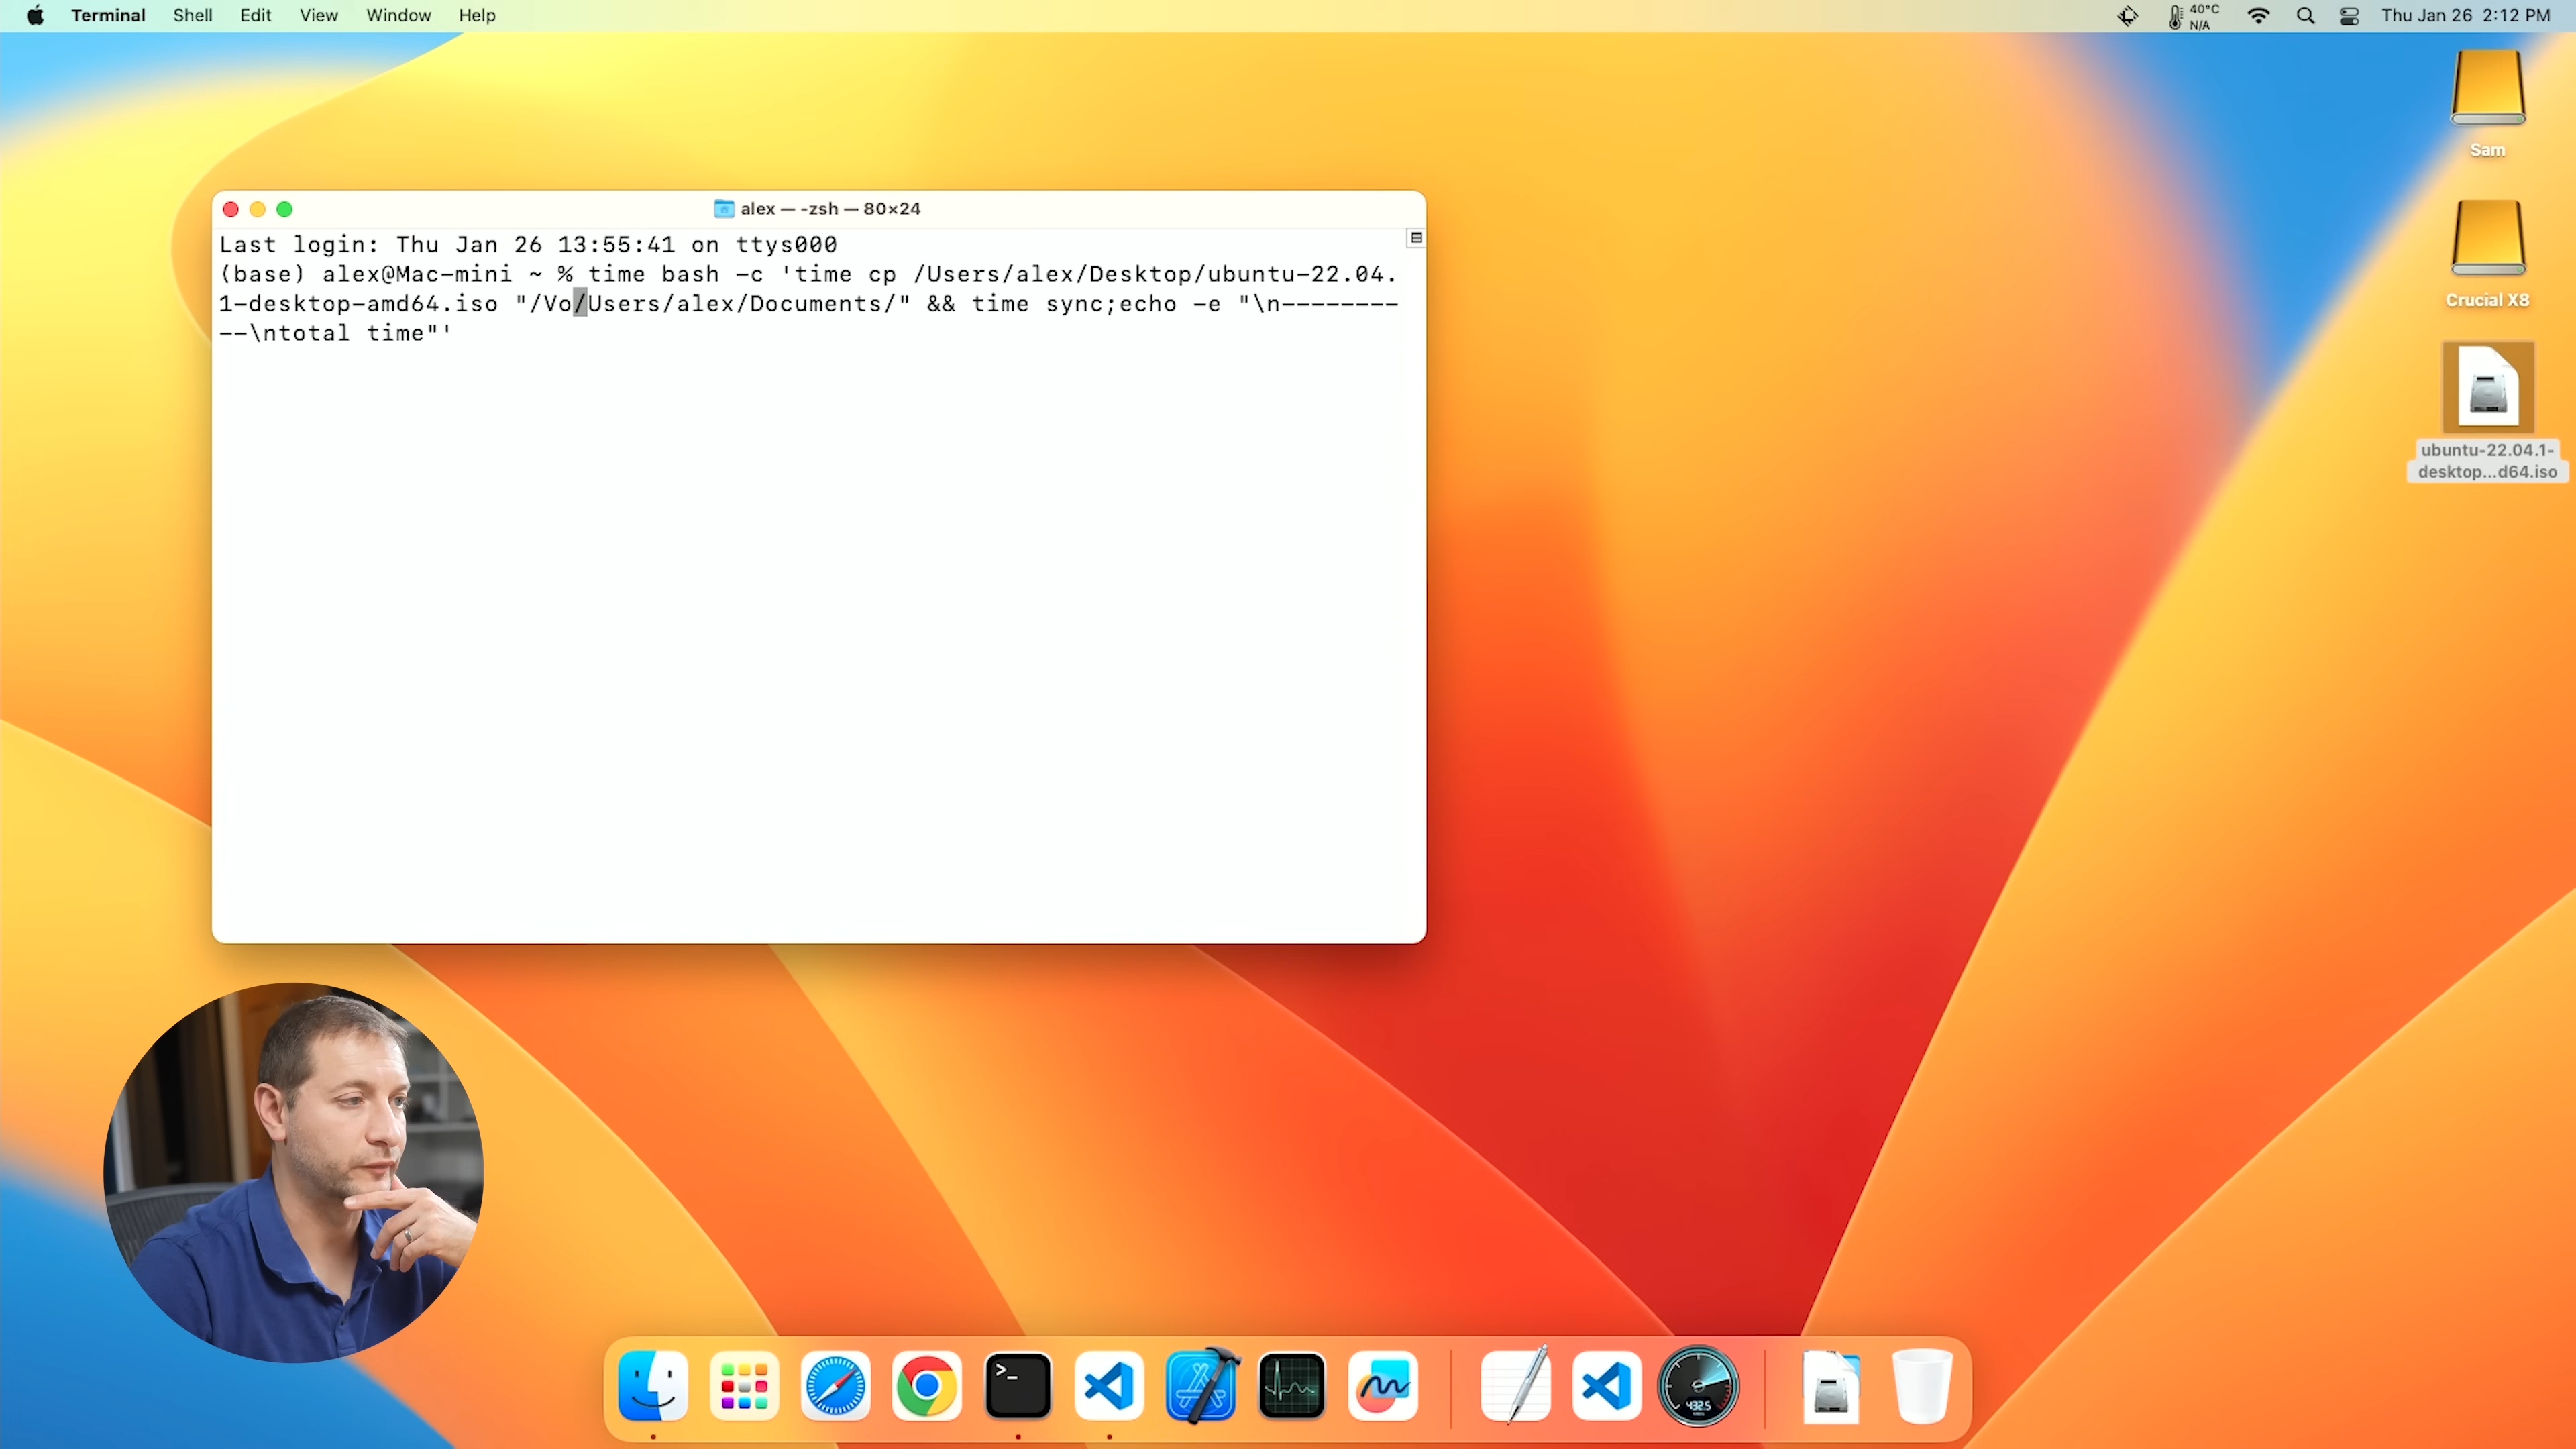 Terminal Shell Edit View Window Help 40°C N/A Thu Jan 26 2:12 PM
Sam
Crucial X8
ubuntu-22.04.1-
desktop...d64.iso
alex — -zsh — 80×24
Last login: Thu Jan 26 13:55:41 on ttys000
(base) alex@Mac-mini ~ % time bash -c 'time cp /Users/alex/Desktop/ubuntu-22.04.
1-desktop-amd64.iso "/Vo/Users/alex/Documents/" && time sync;echo -e "\n--------
--\ntotal time"'
>_
432.5